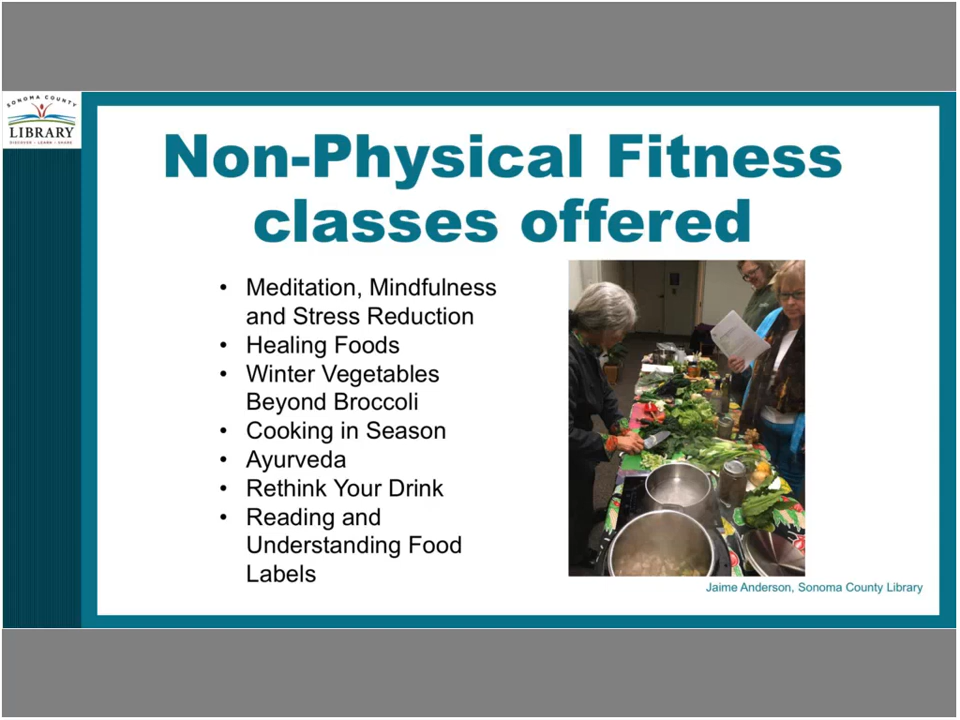 SONOMA COUNTY
LIBRARY
DISCOVER • LEARN • SHARE
Non-Physical Fitness
classes offered
• Meditation, Mindfulness
and Stress Reduction
• Healing Foods
• Winter Vegetables
Beyond Broccoli
• Cooking in Season
• Ayurveda
• Rethink Your Drink
• Reading and
Understanding Food
Labels
Jaime Anderson, Sonoma County Library